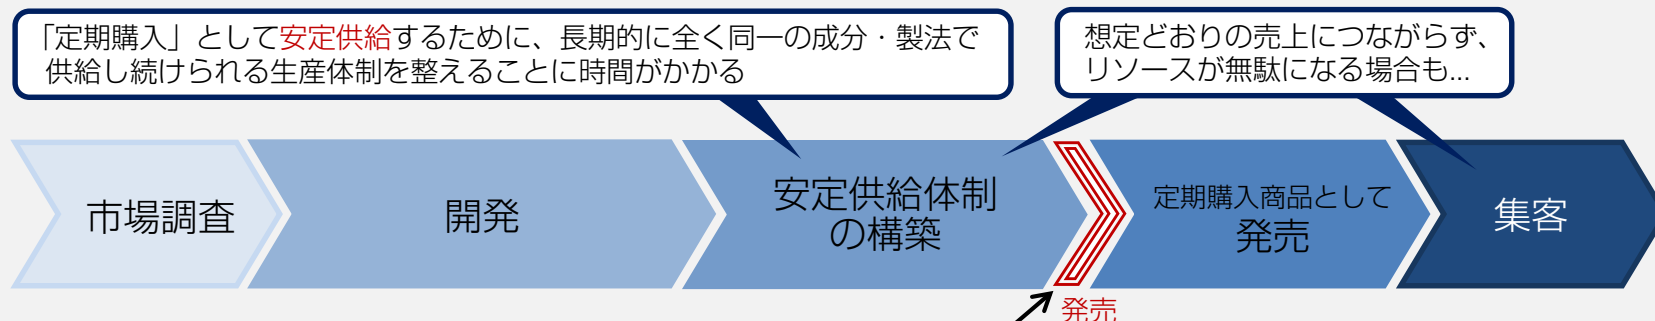 「定期購入」として安定供給するために、長期的に全く同一の成分・製法で
供給し続けられる生産体制を整えることに時間がかかる
想定どおりの売上につながらず、
リソースが無駄になる場合も…
市場調査
開発
安定供給体制
の構築
定期購入商品として
発売
集客
発売